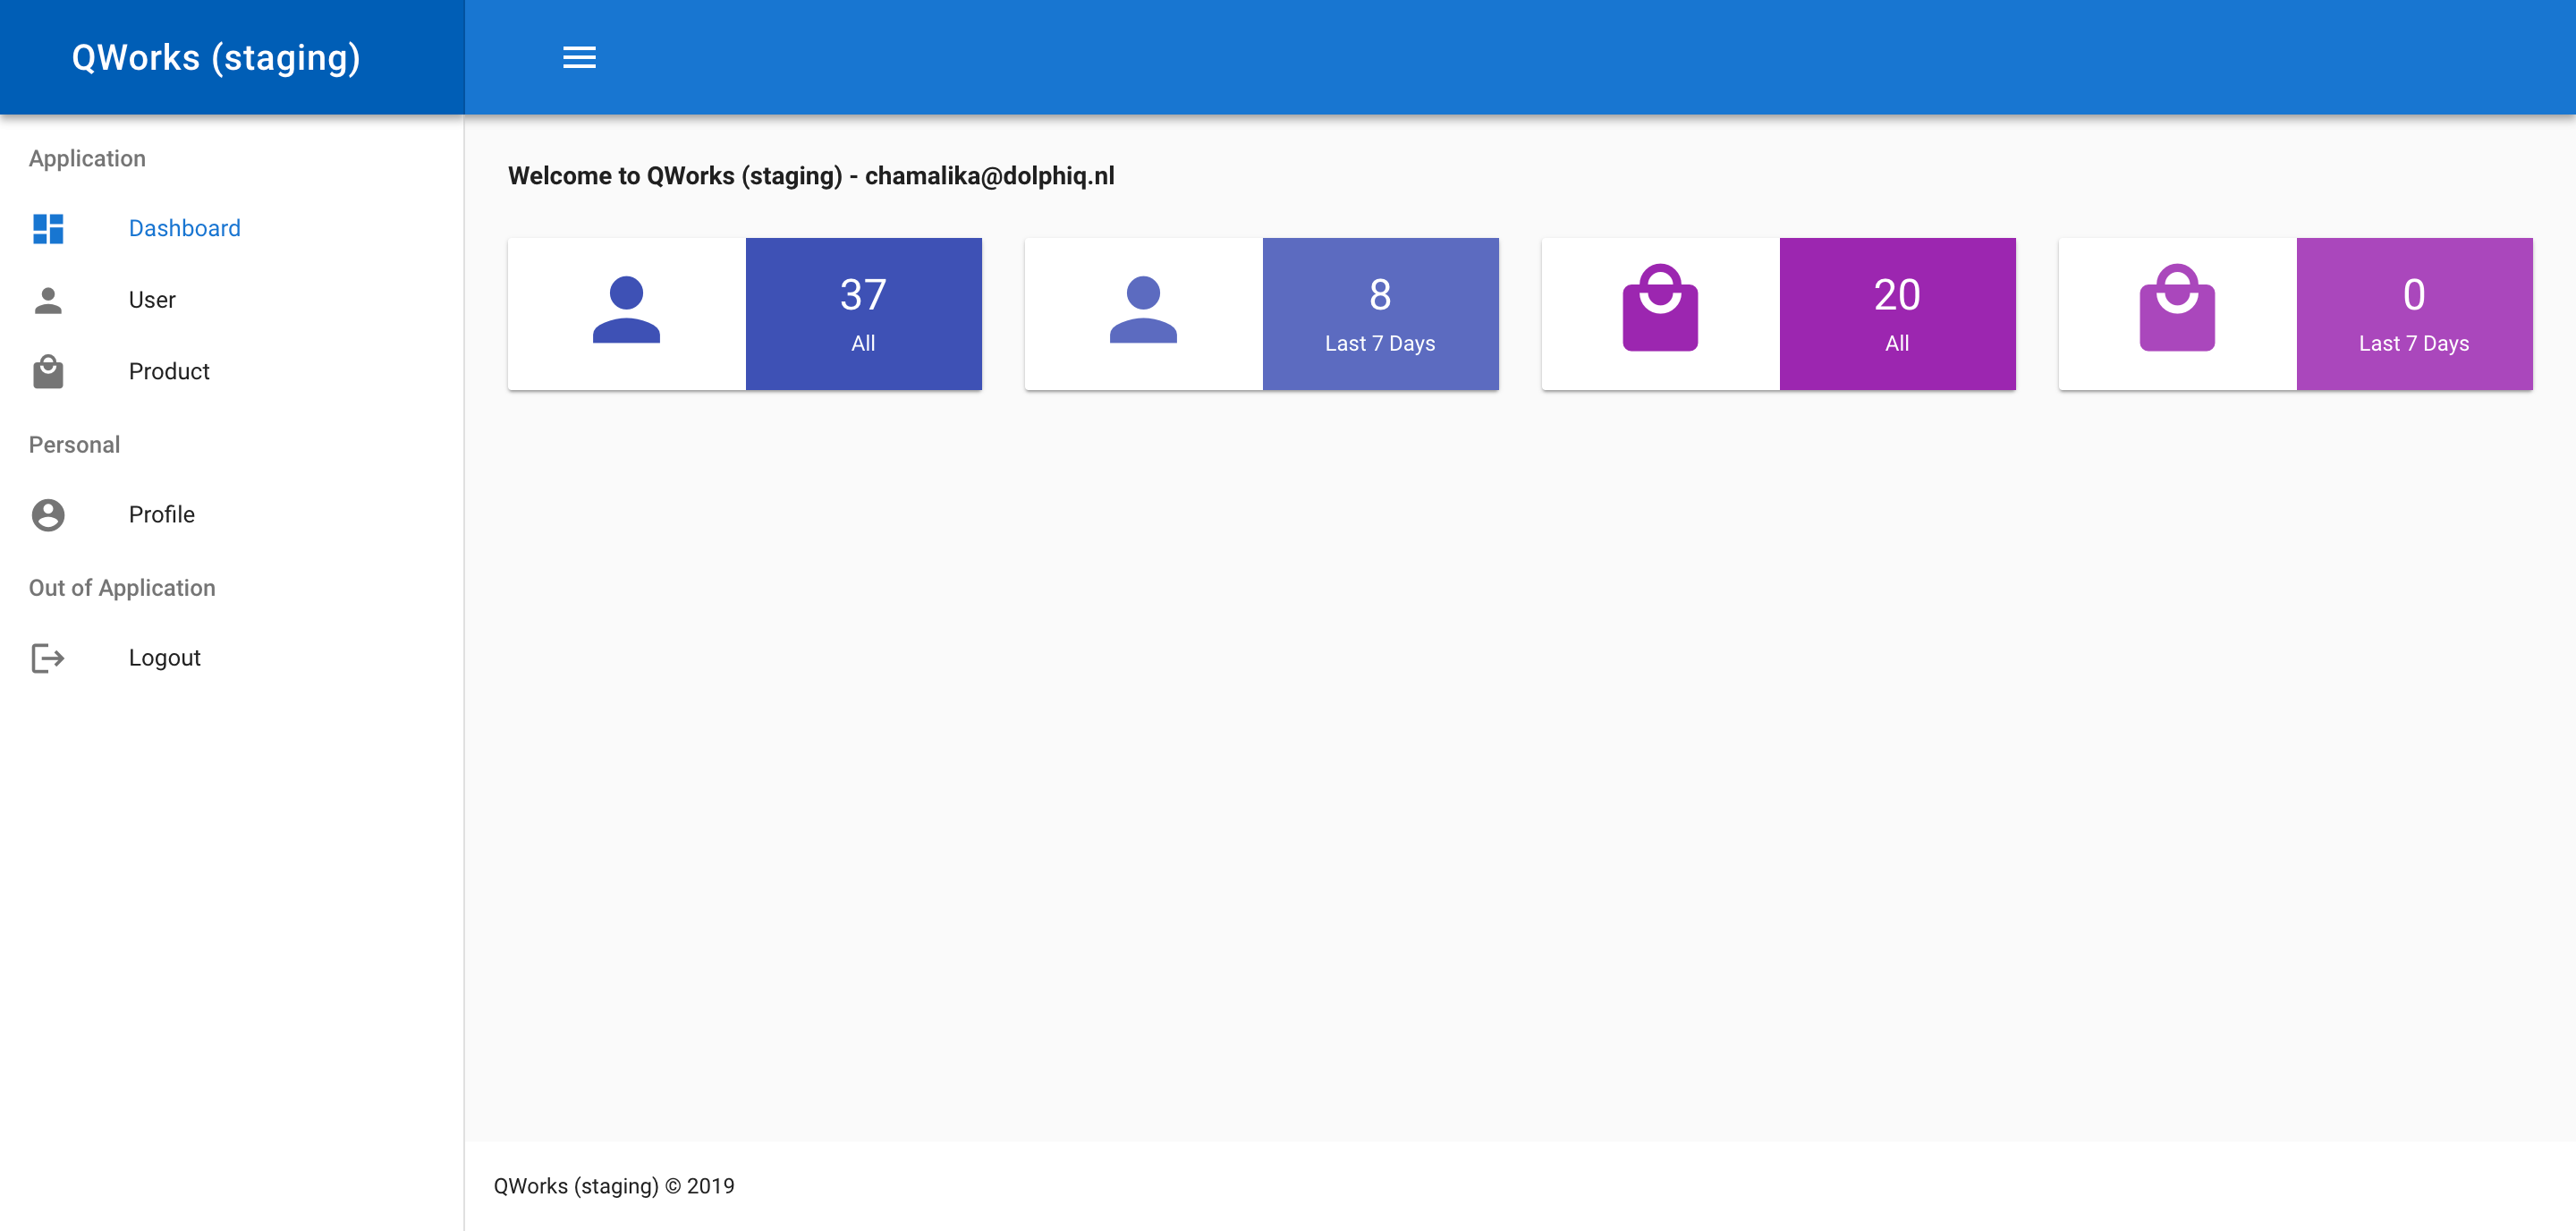 QWorks (staging)
Application
Dashboard
User
Product
Personal
Profile
Out of Application
Logout
Welcome to QWorks (staging) - chamalika@dolphiq.nl
37
All
8
Last 7 Days
20
All
0
Last 7 Days
QWorks (staging) © 2019